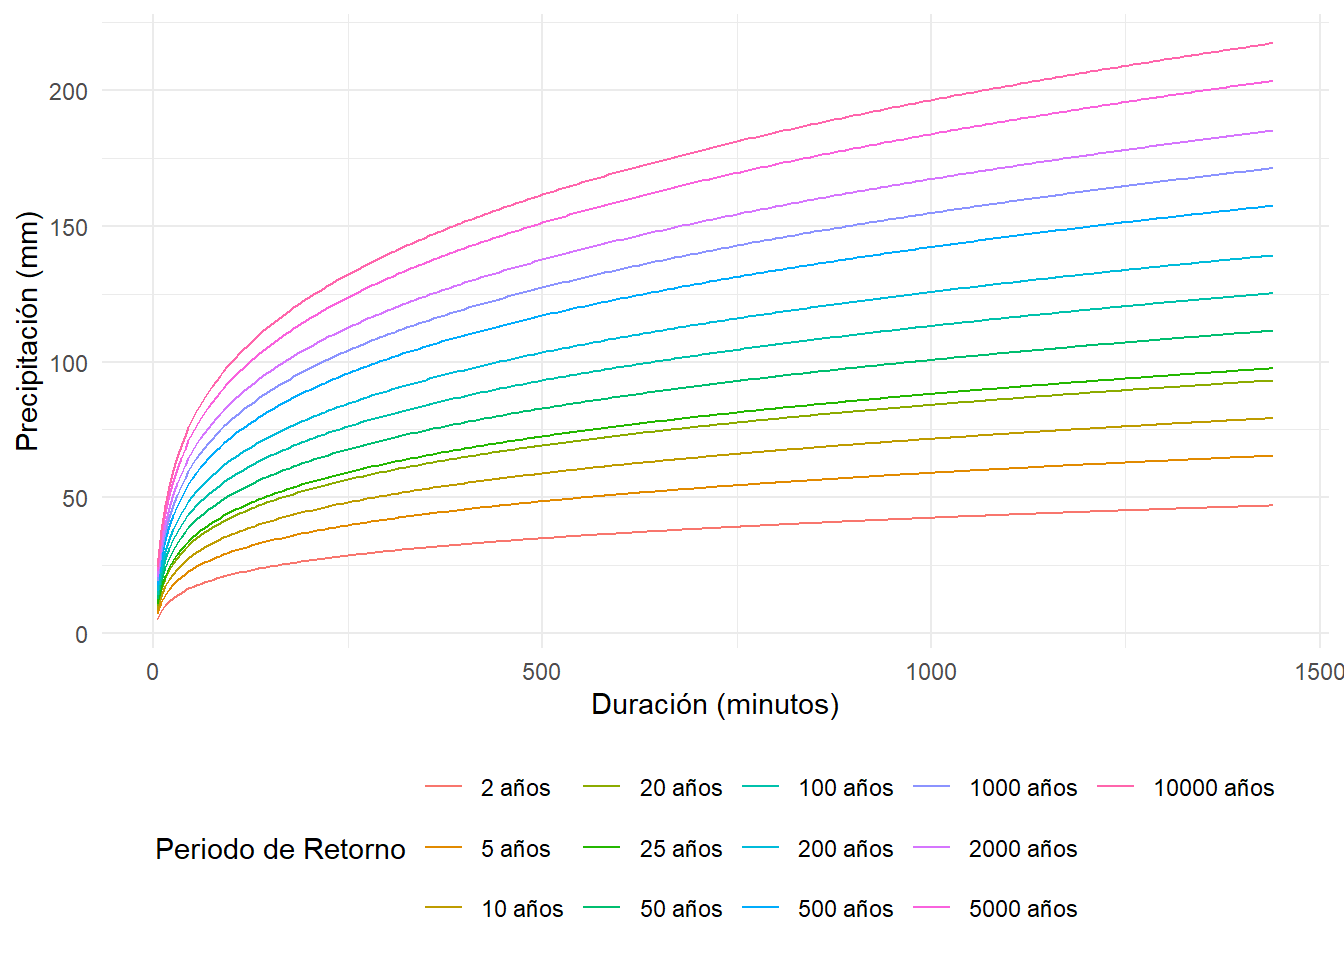 Precipitación (mm)
200
150
100
50
0
0 500 1000 1500
Duración (minutos)
Periodo de Retorno
2 años 20 años 100 años 1000 años 10000 años
5 años 25 años 200 años 2000 años
10 años 50 años 500 años 5000 años